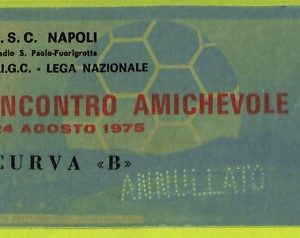 .S.C. NAPOLI
adio S. Paolo-Fuorigrotta
.I.G.C. - LEGA NAZIONALE
NCONTRO AMICHEVOLE
24 AGOSTO 1975
CURVA «B»
ANNULLATO